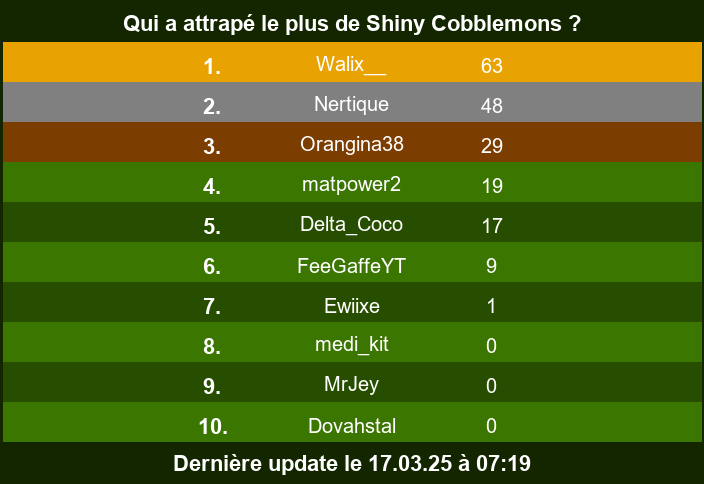 Qui a attrapé le plus de Shiny Cobblemons ?
1. Walix__ 63
2. Nertique 48
3. Orangina38 29
4. matpower2 19
5. Delta_Coco 17
6. FeeGaffeYT 9
7. Ewiixe 1
8. medi_kit 0
9. MrJey 0
10. Dovahstal 0
Dernière update le 17.03.25 à 07:19